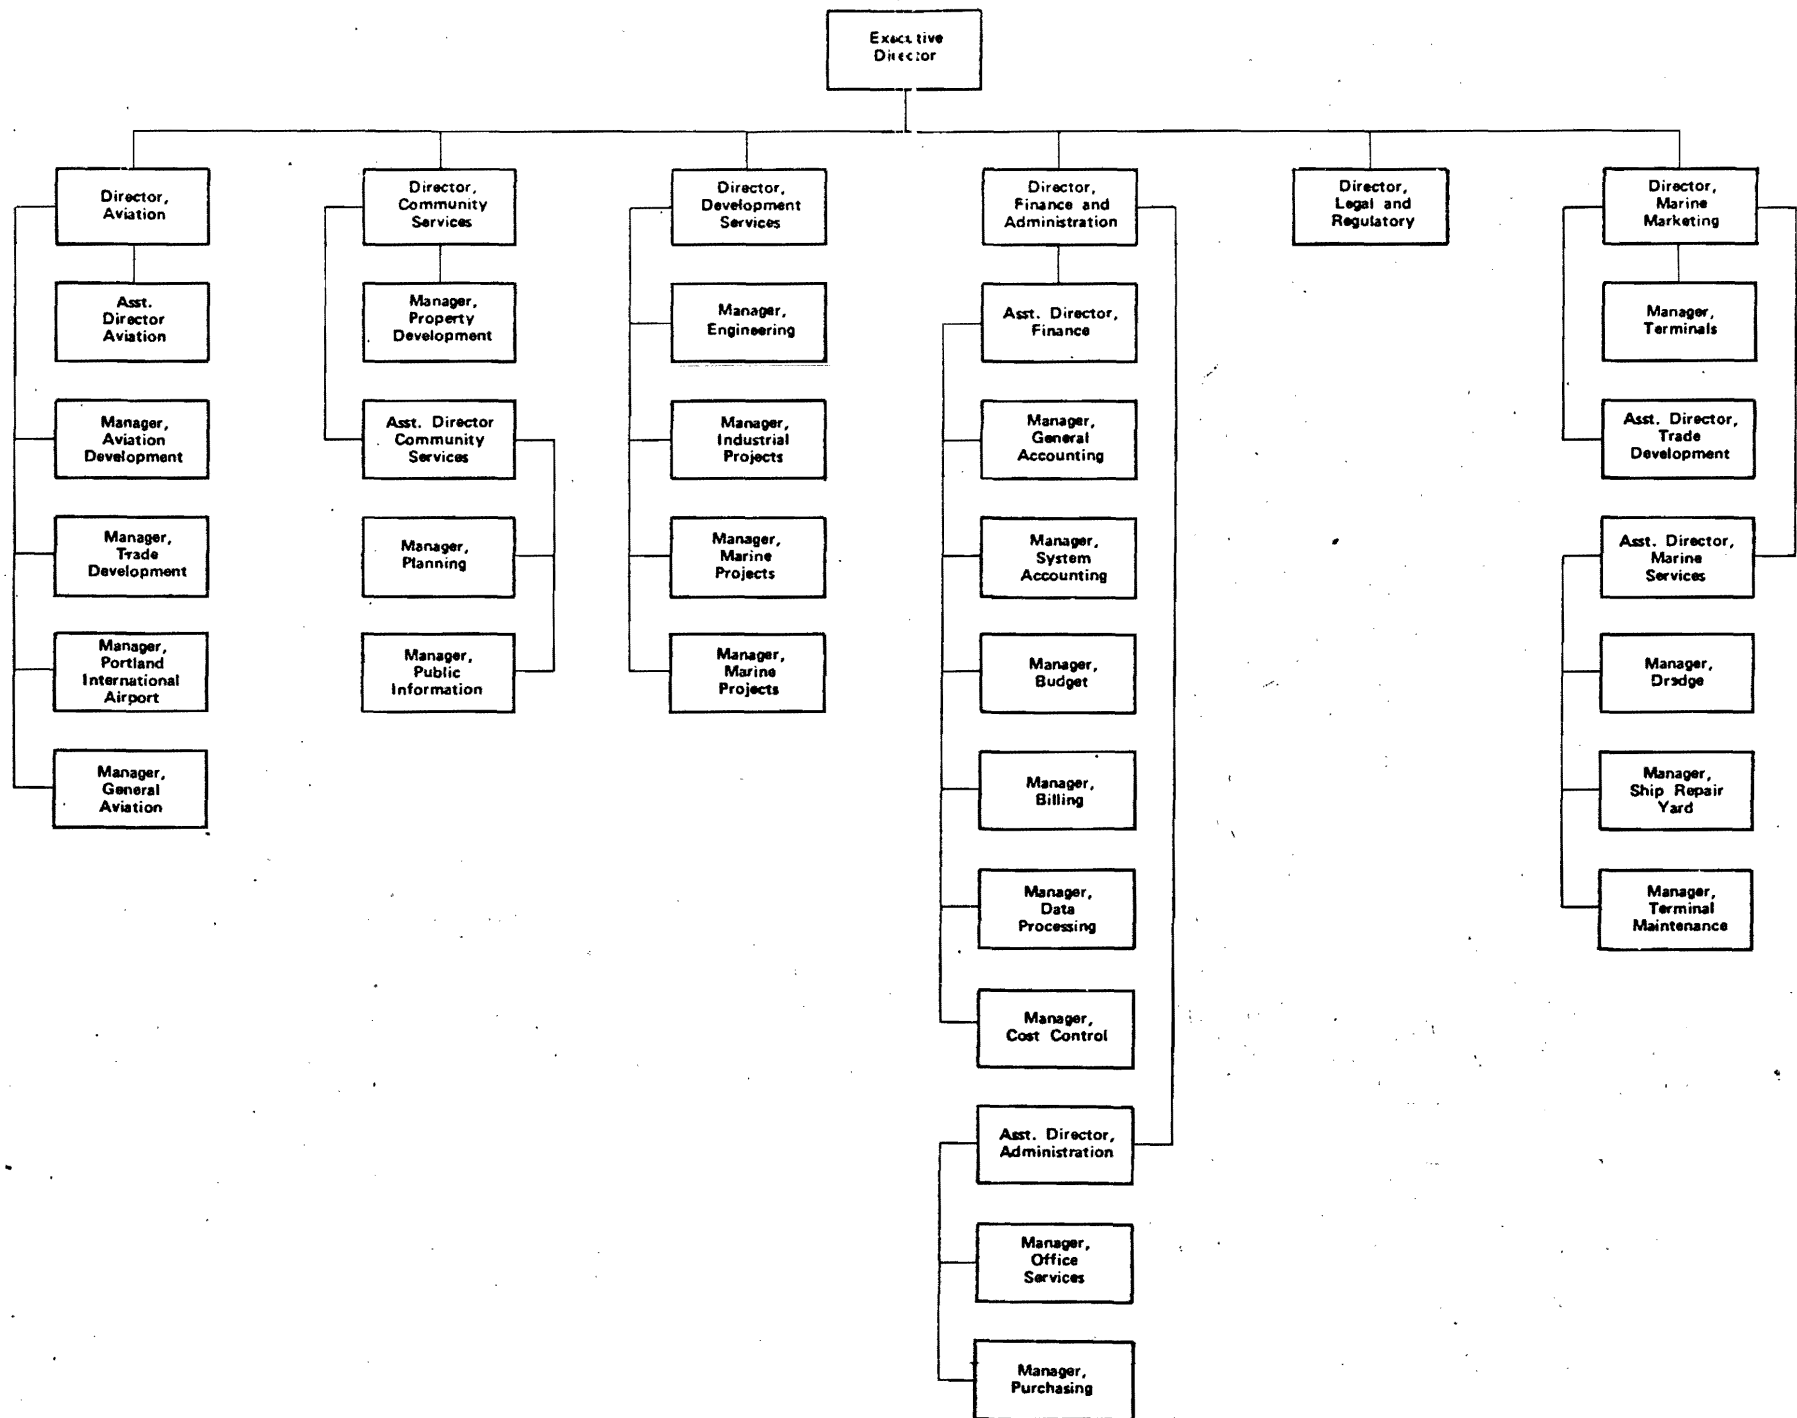 Executive
Director
Director,
Aviation
Asst.
Director
Aviation
Manager,
Aviation
Development
Manager,
Trade
Development
Manager,
Portland
International
Airport
Manager,
General
Aviation
Director,
Community
Services
Manager,
Property
Development
Asst. Director
Community
Services
Manager,
Planning
Manager,
Public
Information
Director,
Development
Services
Manager,
Engineering
Manager,
Industrial
Projects
Manager,
Marine
Projects
Manager,
Marine
Projects
Director,
Finance and
Administration
Asst. Director,
Finance
Manager,
General
Accounting
Manager,
System
Accounting
Manager,
Budget
Manager,
Billing
Manager,
Data
Processing
Manager,
Cost Control
Asst. Director,
Administration
Manager,
Office
Services
Manager,
Purchasing
Director,
Legal and
Regulatory
Director,
Marine
Marketing
Manager,
Terminals
Asst. Director,
Trade
Development
Asst. Director,
Marine
Services
Manager,
Dredge
Manager,
Ship Repair
Yard
Manager,
Terminal
Maintenance